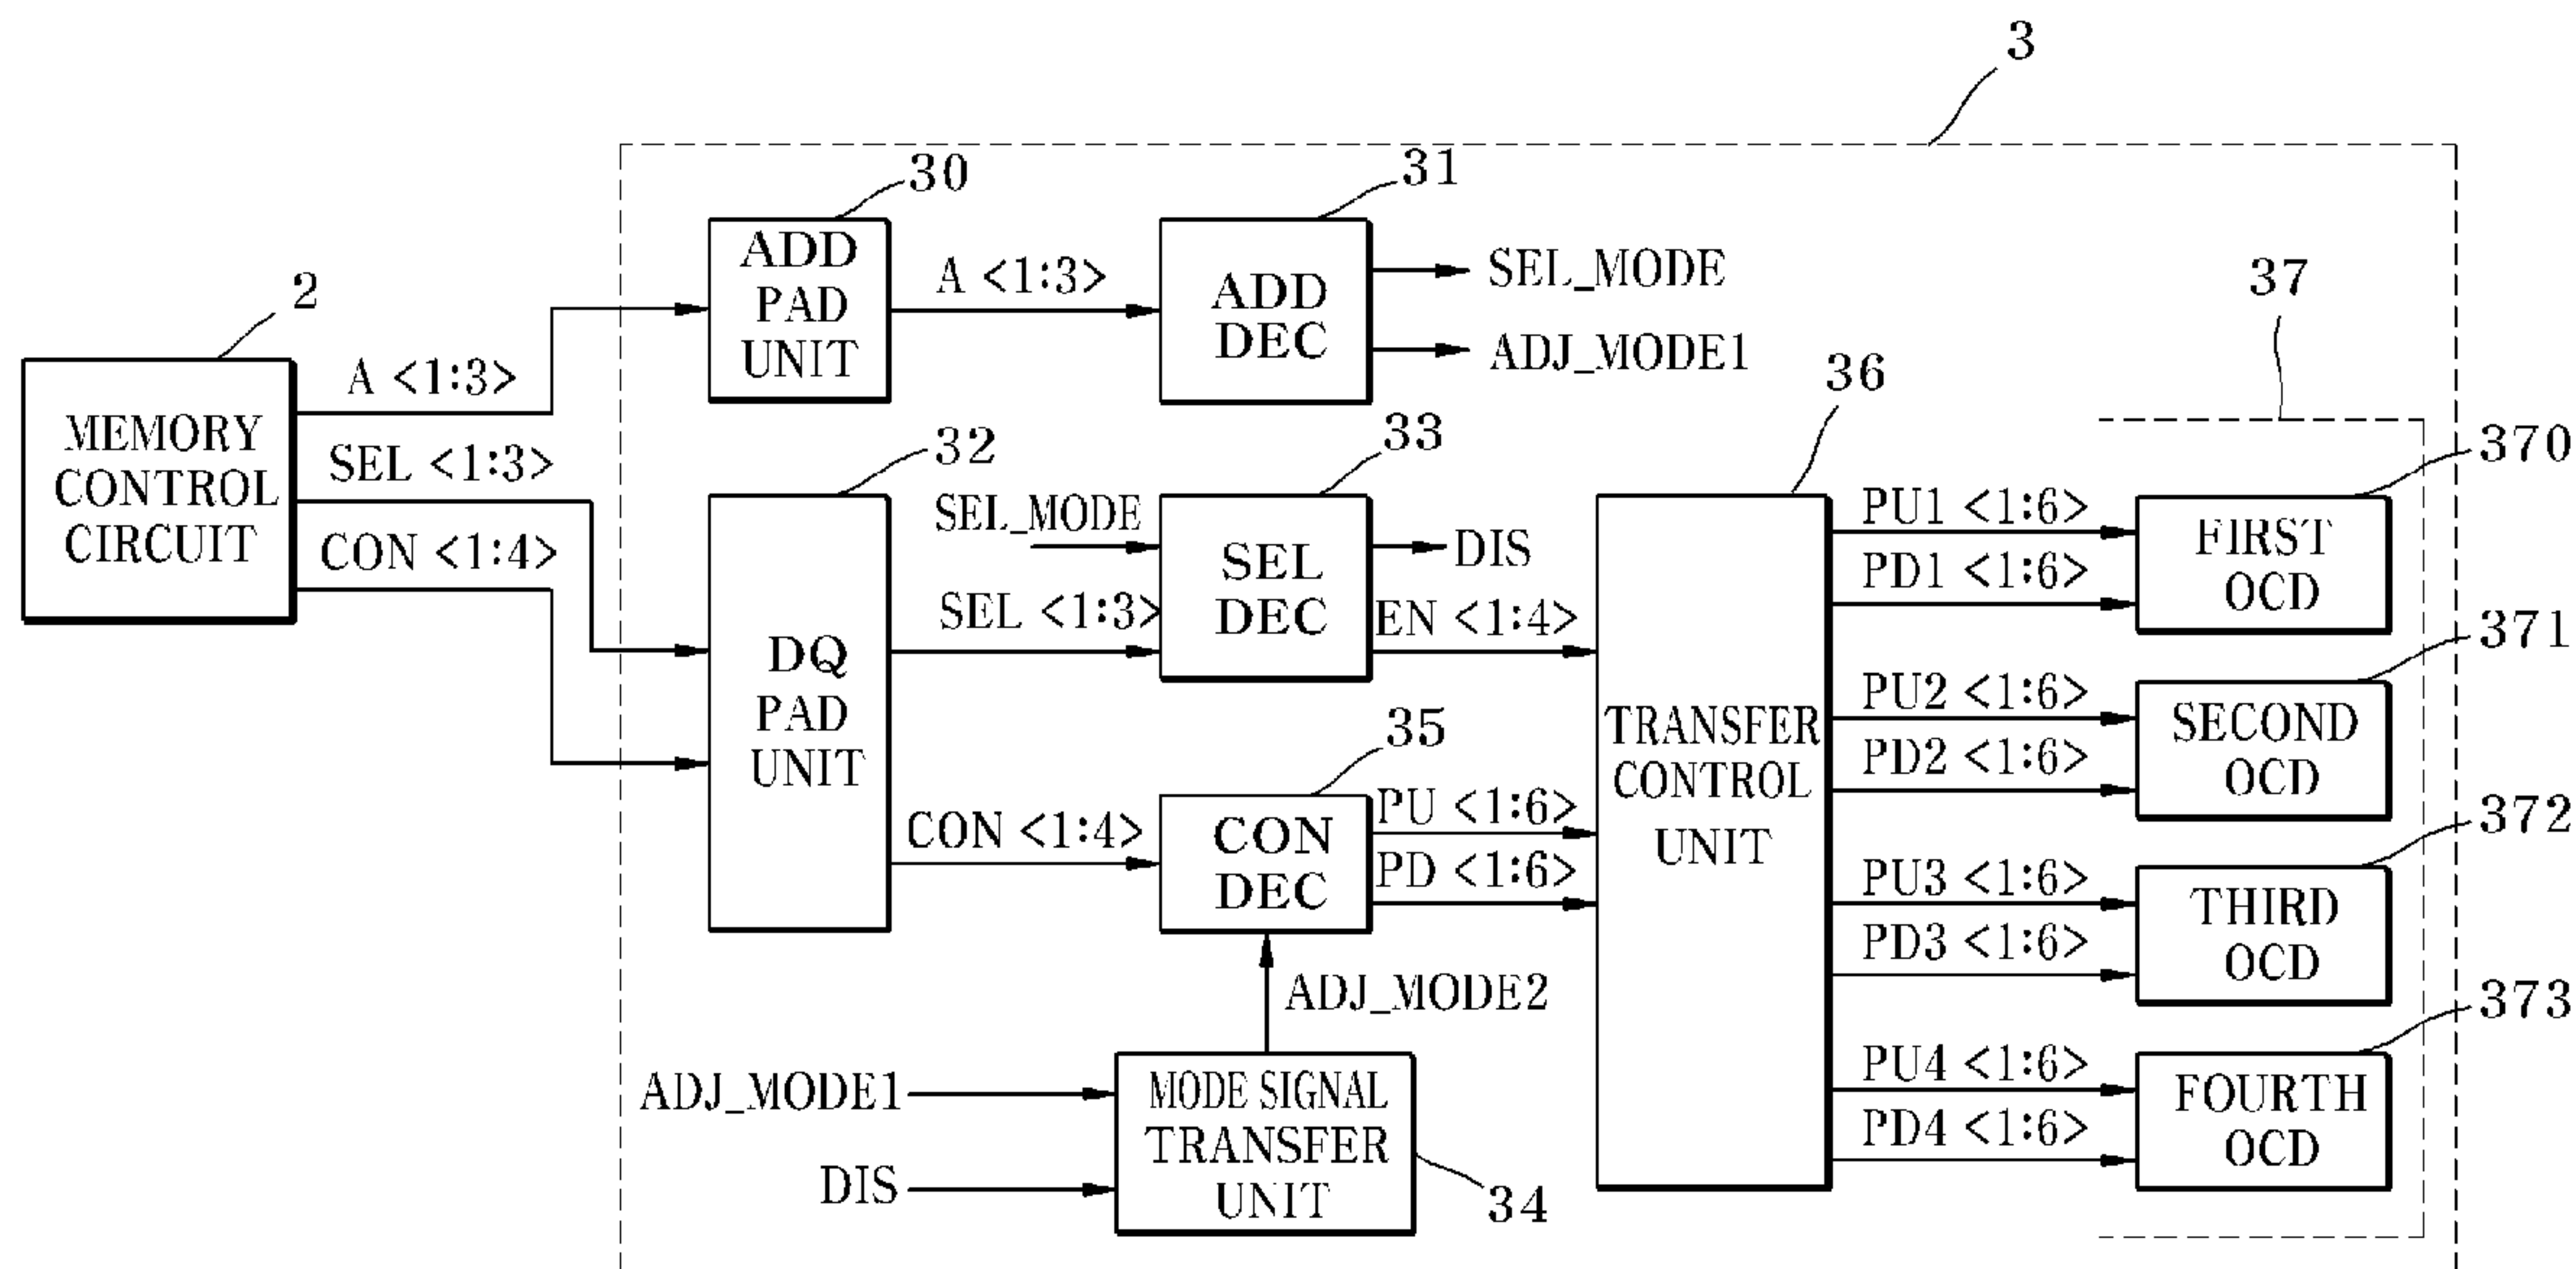 3
30
31
ADD
PAD
UNIT
A <1:3>
ADD
DEC
SEL_MODE
ADJ_MODE1
37
2
MEMORY
CONTROL
CIRCUIT
A <1:3>
SEL <1:3>
CON <1:4>
32
DQ
PAD
UNIT
33
SEL_MODE
SEL <1:3>
SEL
DEC
DIS
EN <1:4>
35
CON <1:4>
CON
DEC
PU <1:6>
PD <1:6>
ADJ_MODE2
ADJ_MODE1
DIS
MODE SIGNAL
TRANSFER
UNIT
34
36
TRANSFER
CONTROL
UNIT
PU1 <1:6>
PD1 <1:6>
FIRST
OCD
370
PU2 <1:6>
PD2 <1:6>
SECOND
OCD
371
PU3 <1:6>
PD3 <1:6>
THIRD
OCD
372
PU4 <1:6>
PD4 <1:6>
FOURTH
OCD
373